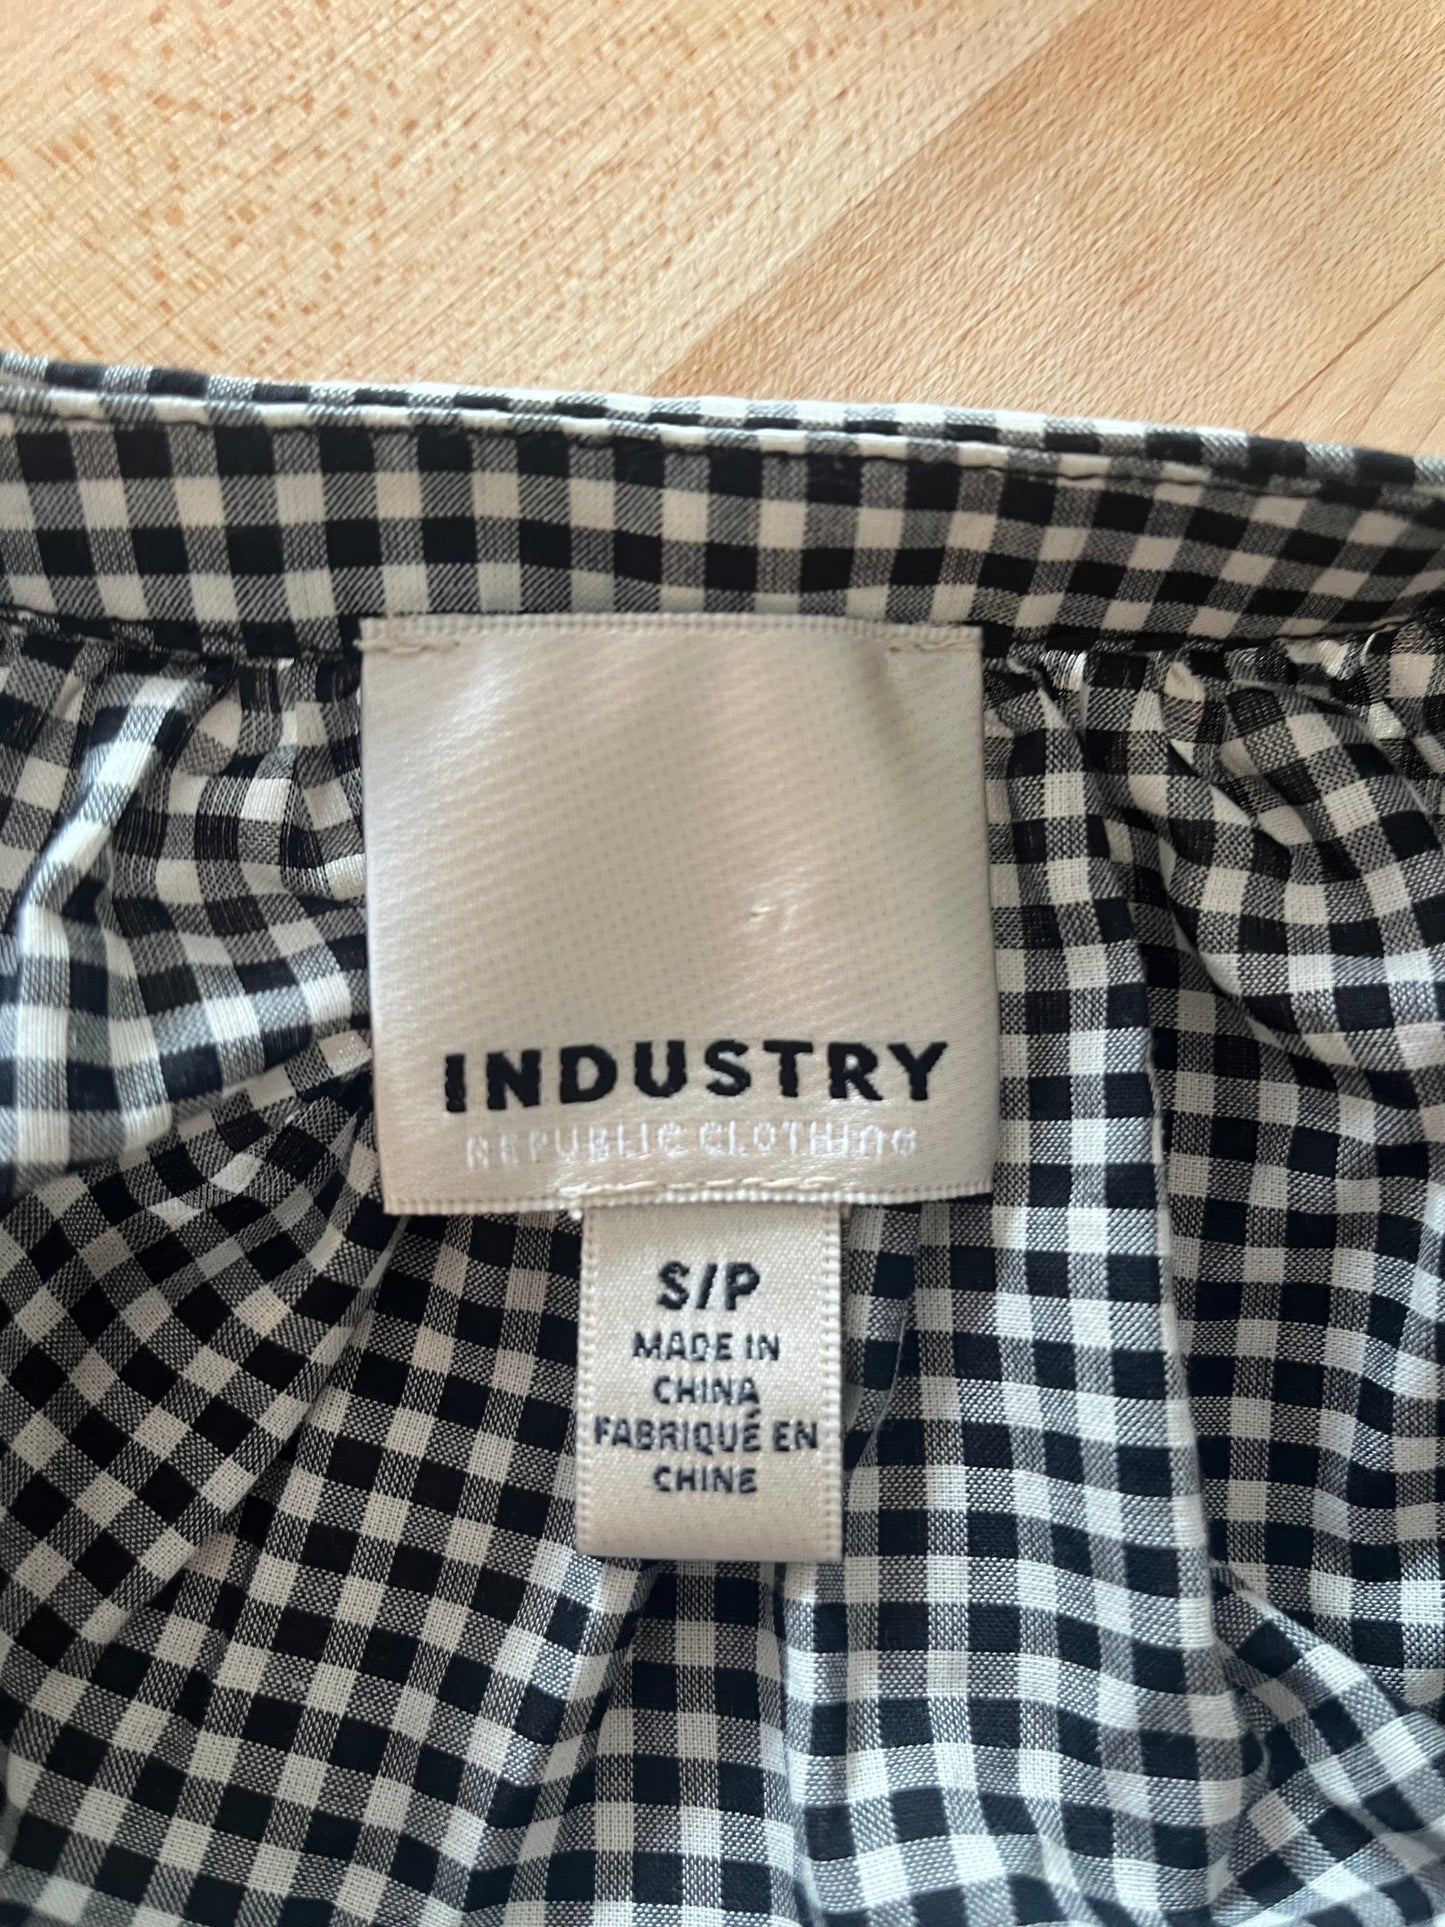 INDUSTRY
REPUBLIC CLOTHING
S/P
MADE IN
CHINA
FABRIQUÉ EN
CHINE